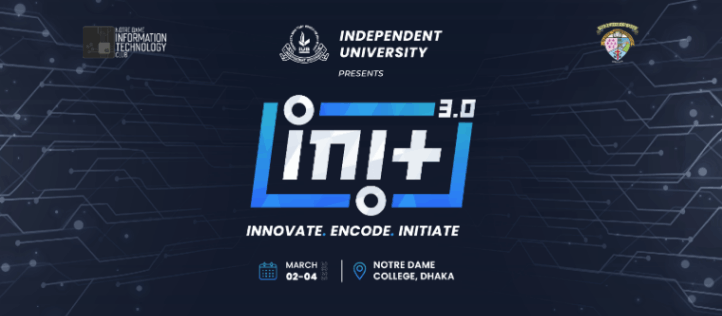 NOTRE DAME
INFORMATION
TECHNOLOGY
CLUB
INDEPENDENT
UNIVERSITY
PRESENTS
3.0
INI+
INNOVATE. ENCODE. INITIATE
MARCH
02-04
NOTRE DAME
COLLEGE, DHAKA